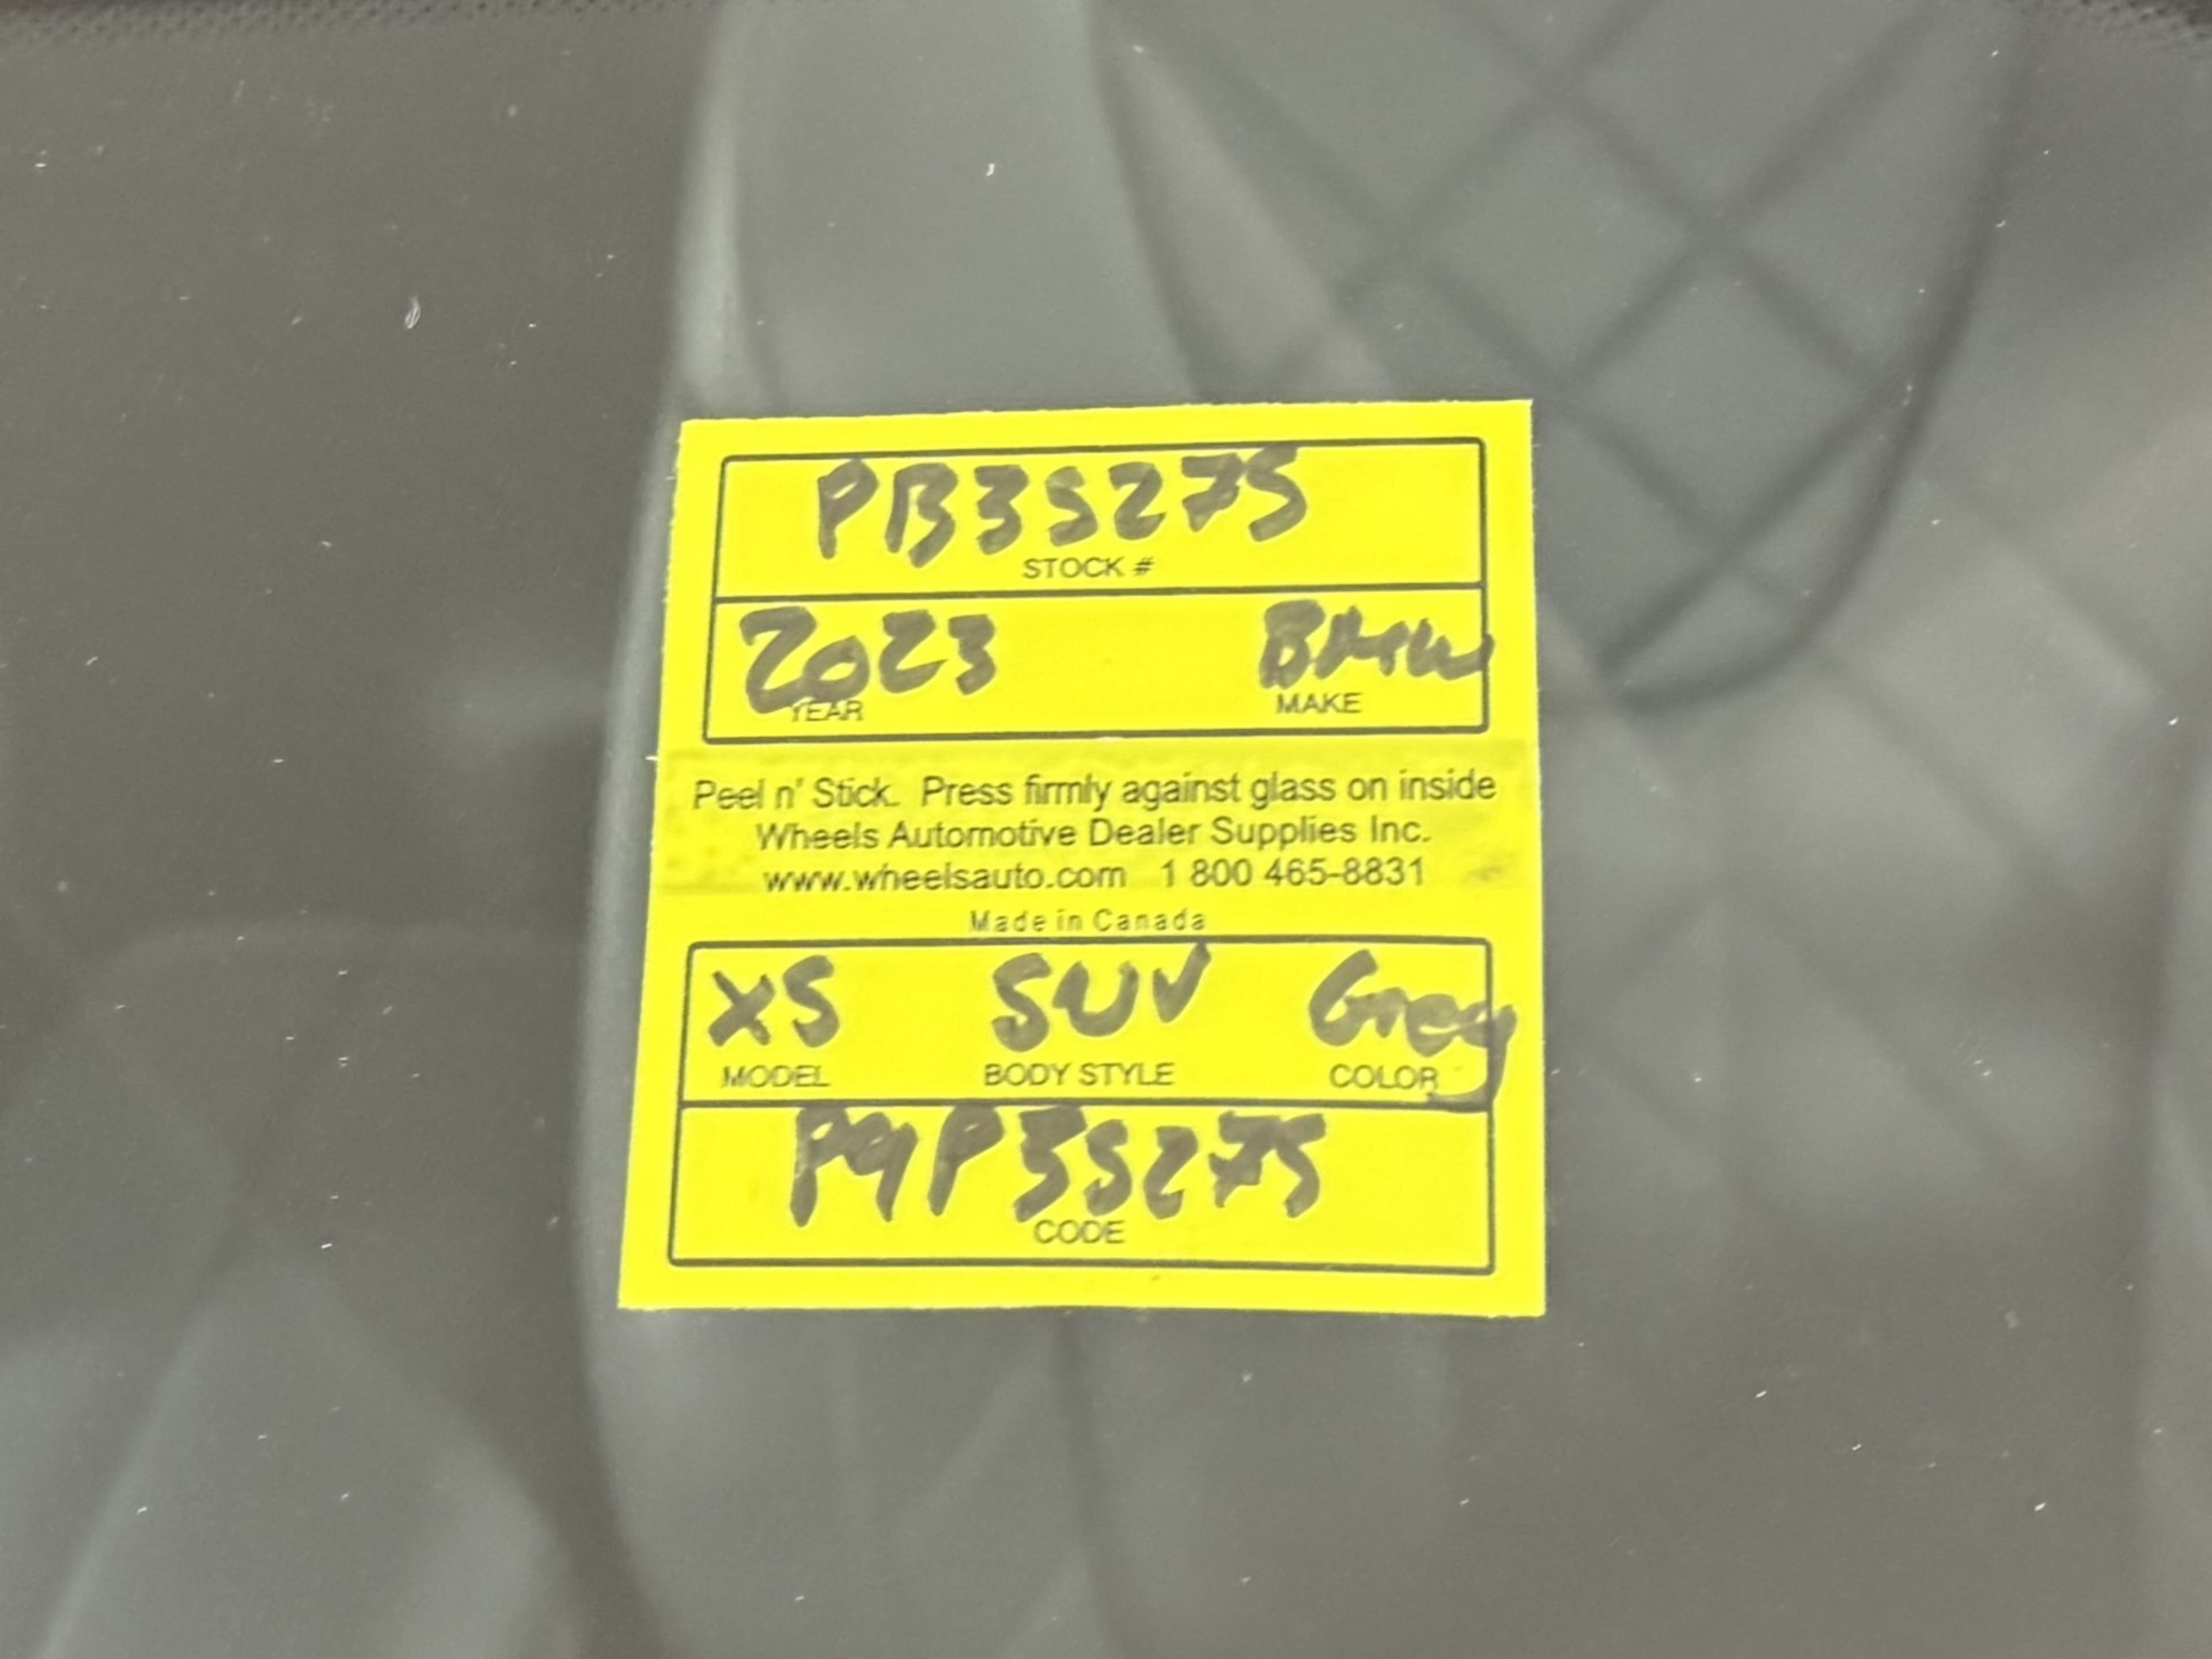 PB35275
STOCK #
2023 BMW
YEAR MAKE
Peel n' Stick. Press firmly against glass on inside
Wheels Automotive Dealer Supplies Inc.
www.wheelsauto.com 1 800 465-8831
Made in Canada
X5 SUV Grey
MODEL BODY STYLE COLOR
P9P35275
CODE